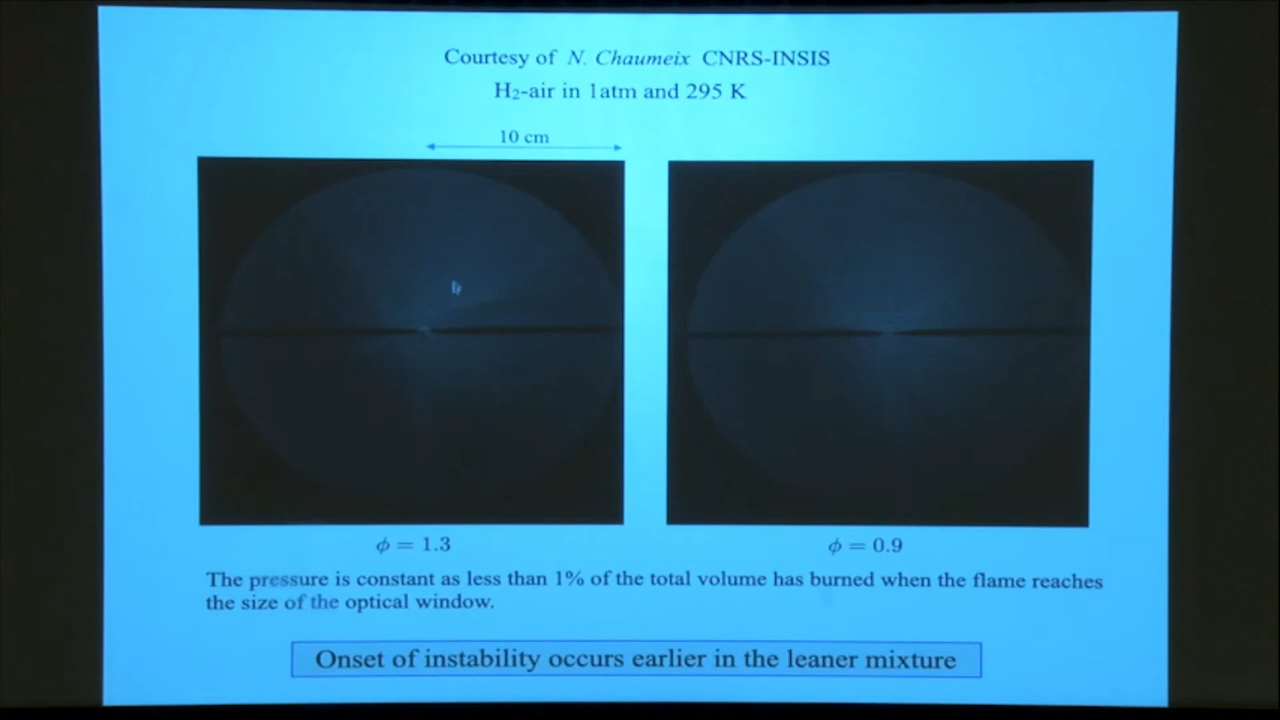 Courtesy of N. Chaumeix CNRS-INSIS
H₂-air in 1atm and 295 K
10 cm
ϕ = 1.3
ϕ = 0.9
The pressure is constant as less than 1% of the total volume has burned when the flame reaches
the size of the optical window.
Onset of instability occurs earlier in the leaner mixture